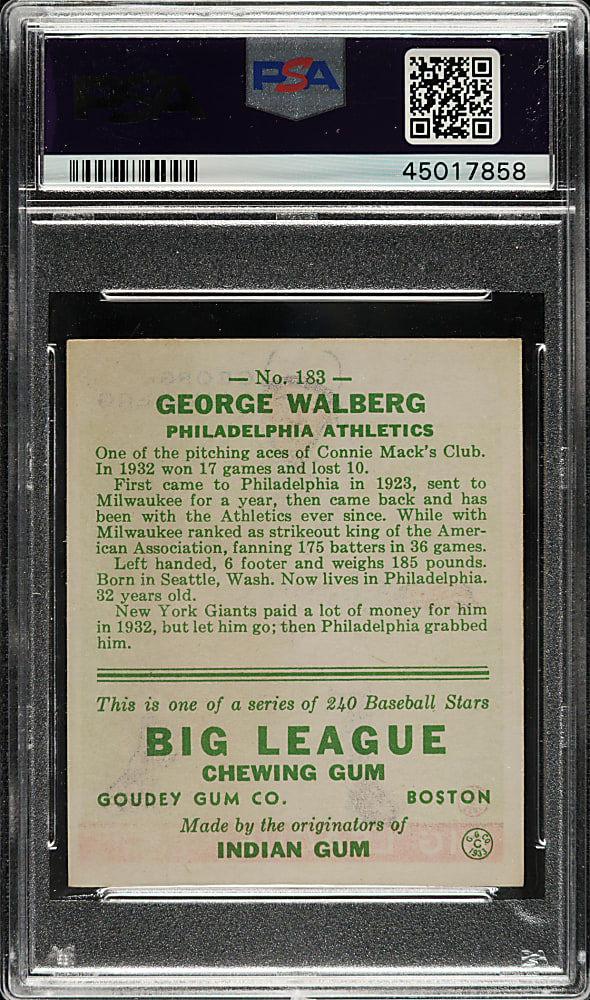 PSA
PSA
45017858
— No. 183 —
GEORGE WALBERG
PHILADELPHIA ATHLETICS
One of the pitching aces of Connie Mack's Club.
In 1932 won 17 games and lost 10.
First came to Philadelphia in 1923, sent to
Milwaukee for a year, then came back and has
been with the Athletics ever since. While with
Milwaukee ranked as strikeout king of the Amer-
ican Association, fanning 175 batters in 36 games.
Left handed, 6 footer and weighs 185 pounds.
Born in Seattle, Wash. Now lives in Philadelphia.
32 years old.
New York Giants paid a lot of money for him
in 1932, but let him go; then Philadelphia grabbed
him.
This is one of a series of 240 Baseball Stars
BIG LEAGUE
CHEWING GUM
GOUDEY GUM CO. BOSTON
Made by the originators of
INDIAN GUM
G.G.CO.
C
1933